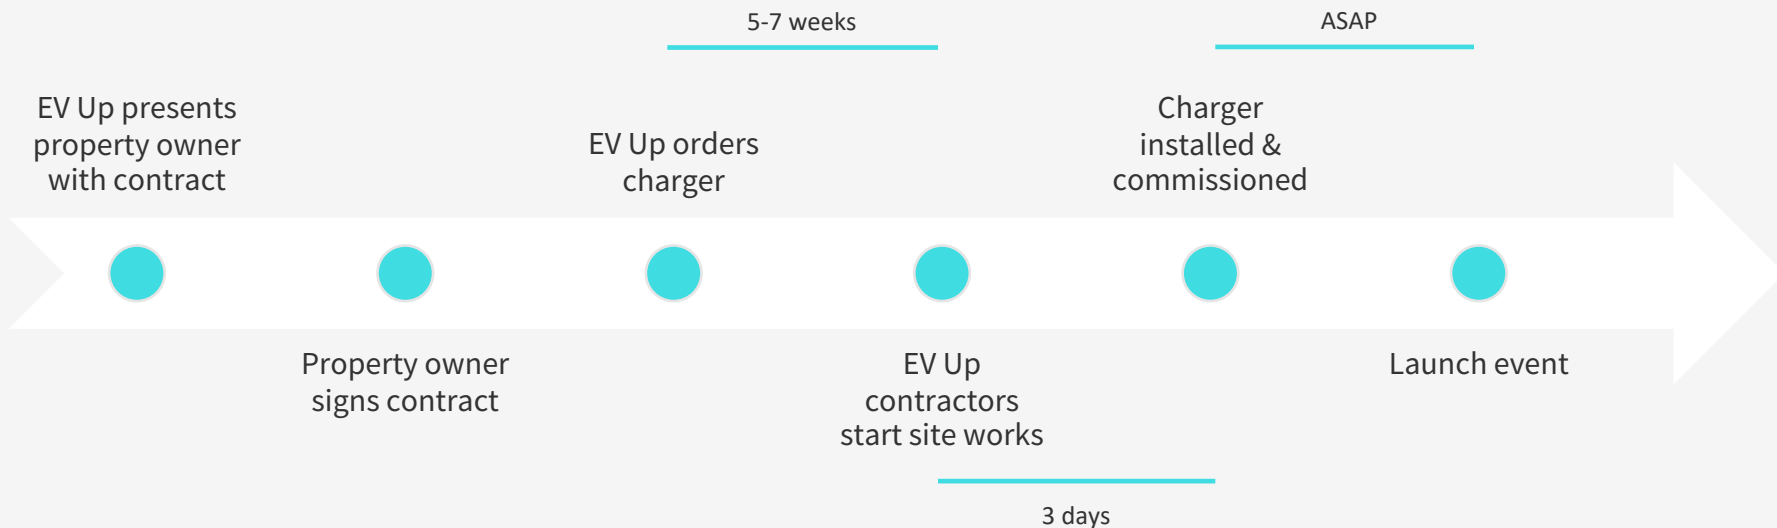 5-7 weeks
ASAP
EV Up presents
property owner
with contract
EV Up orders
charger
Charger
installed &
commissioned
Property owner
signs contract
EV Up
contractors
start site works
Launch event
3 days